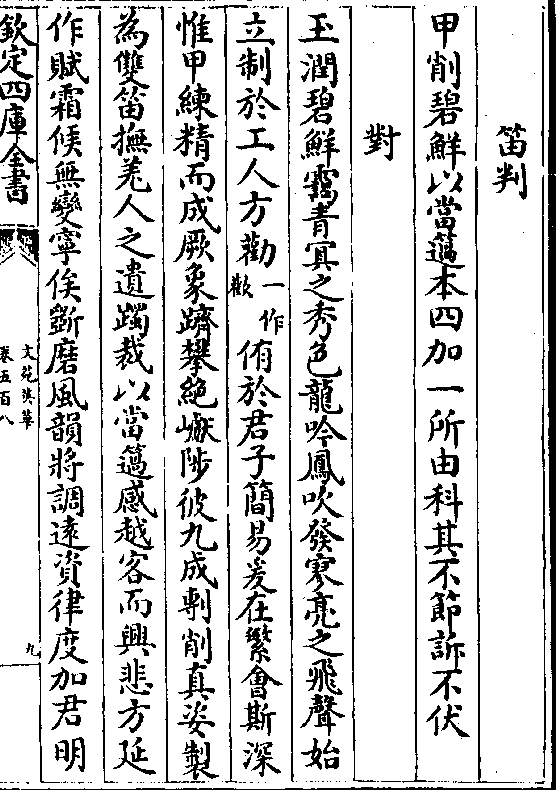 笛判
甲削碧鮮以當簻本四加一所由科其不節訴不伏
對
玉潤碧鮮靄青冥之秀色龍吟鳳吹發寥亮之飛聲始
立制於工人方勸一作歡侑於君子簡易爰在繁會斯深
惟甲練精而成厥象躋攀絶巘陟彼九成剸削真姿製
為雙笛撫羌人之遺躅裁以當簻感越客而興悲方延
作賦霜候無變寧俟斵磨風韻將調遠資律度加君明
欽定四庫全書
文苑英華
卷五百八
九